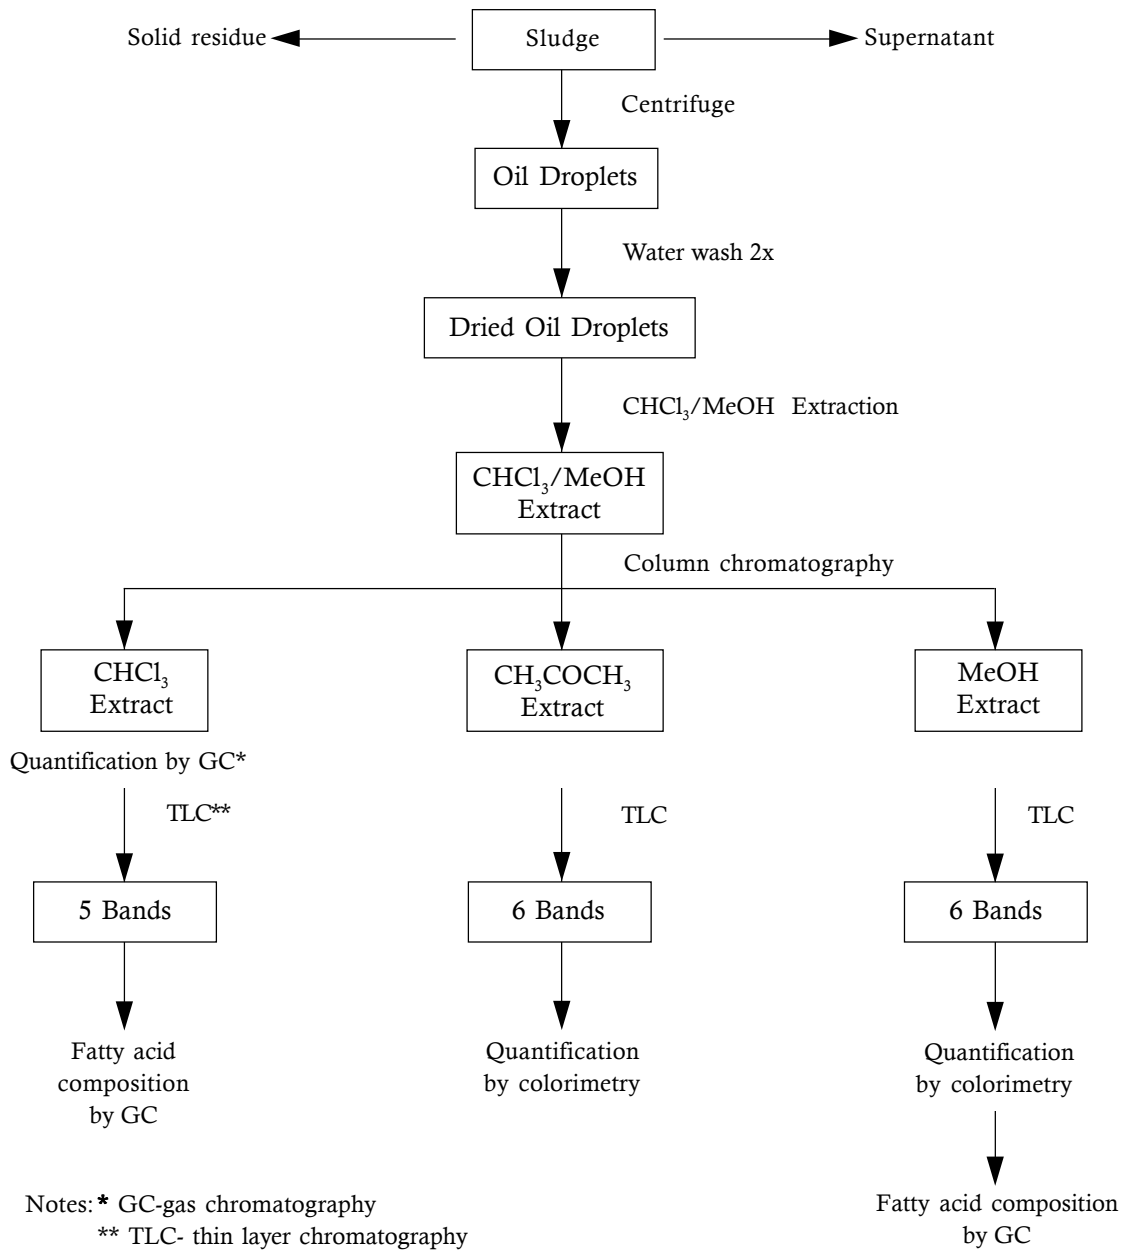 Solid residue
Sludge
Supernatant
Centrifuge
Oil Droplets
Water wash 2x
Dried Oil Droplets
CHCl₃/MeOH Extraction
CHCl₃/MeOH
Extract
Column chromatography
CHCl₃
Extract
CH₃COCH₃
Extract
MeOH
Extract
Quantification by GC*
TLC**
TLC
TLC
5 Bands
6 Bands
6 Bands
Fatty acid
composition
by GC
Quantification
by colorimetry
Quantification
by colorimetry
Fatty acid composition
by GC
Notes: * GC-gas chromatography
** TLC- thin layer chromatography